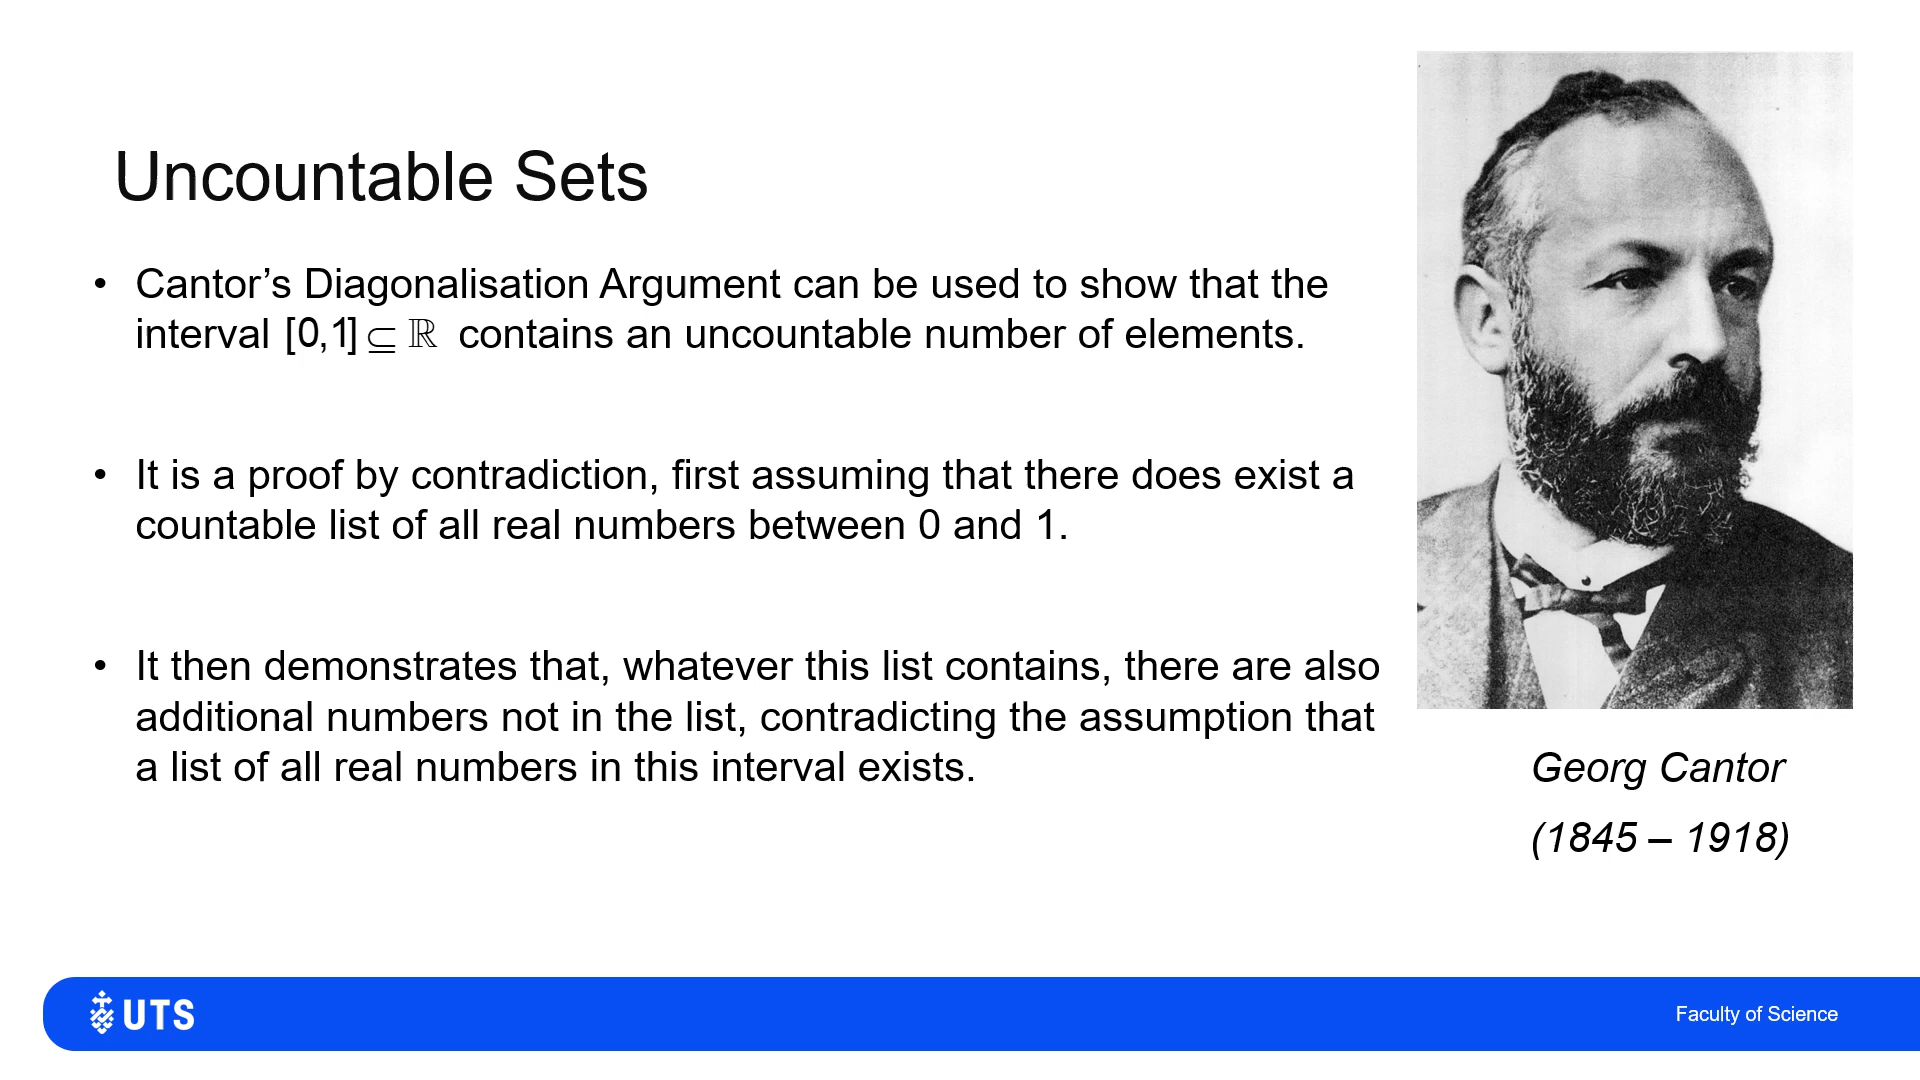 Uncountable Sets
• Cantor’s Diagonalisation Argument can be used to show that the
interval [0,1] ⊆ ℝ contains an uncountable number of elements.
• It is a proof by contradiction, first assuming that there does exist a
countable list of all real numbers between 0 and 1.
• It then demonstrates that, whatever this list contains, there are also
additional numbers not in the list, contradicting the assumption that
a list of all real numbers in this interval exists.
Georg Cantor
(1845 – 1918)
UTS
Faculty of Science